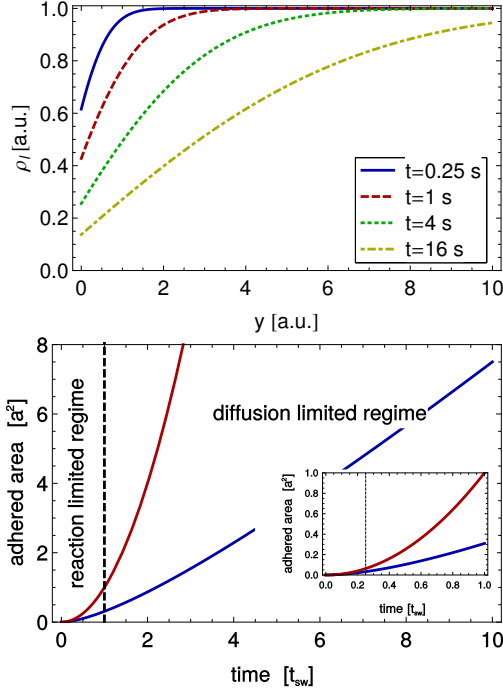 1.0
0.8
0.6
0.4
0.2
0.0
ρl [a.u.]
t=0.25 s
t=1 s
t=4 s
t=16 s
0 2 4 6 8 10
y [a.u.]
8
6
4
2
0
adhered area [a²]
reaction limited regime
diffusion limited regime
1.0
0.8
0.6
0.4
0.2
0.0
adhered area [a²]
0.0 0.2 0.4 0.6 0.8 1.0
time [tsw]
0 2 4 6 8 10
time [tsw]